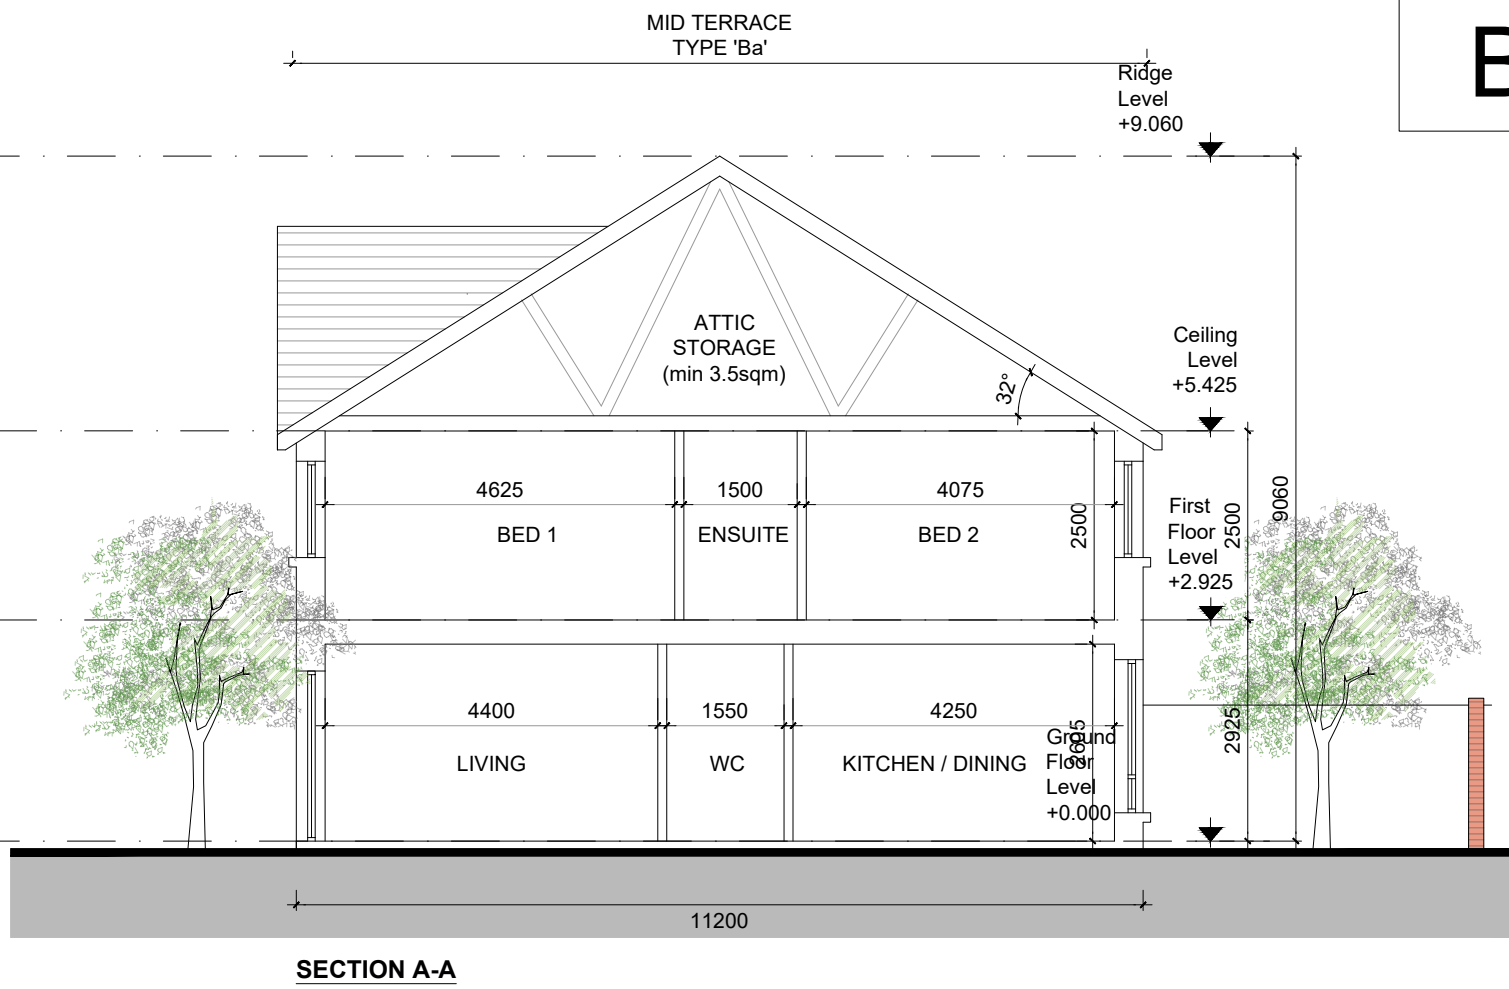 MID TERRACE
TYPE 'Ba'
B
Ridge
Level
+9.060
Ceiling
Level
+5.425
ATTIC
STORAGE
(min 3.5sqm)
32°
4625
1500
4075
BED 1
ENSUITE
BED 2
2500
First
Floor
Level
+2.925
2500
9060
4400
1550
4250
LIVING
WC
KITCHEN / DINING
Ground
Floor
Level
+0.000
2925
11200
SECTION A-A